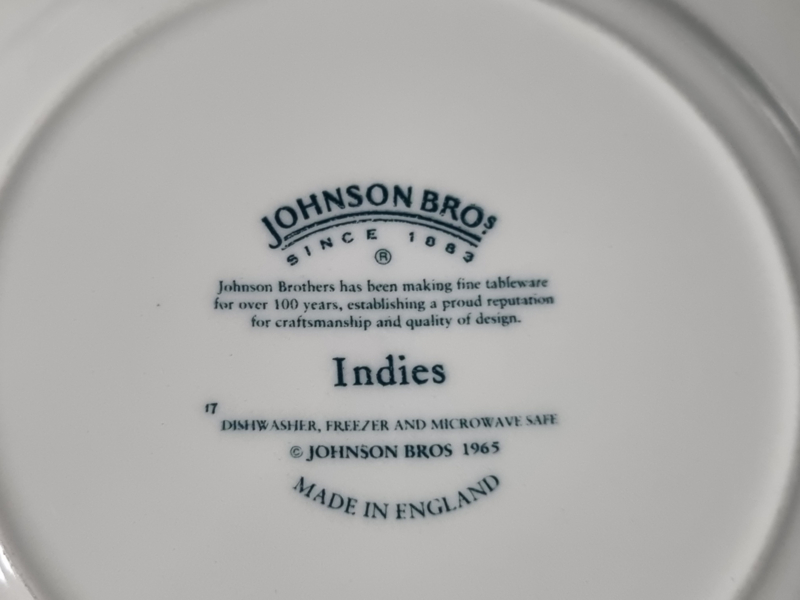 JOHNSON BROS
SINCE 1883
®
Johnson Brothers has been making fine tableware
for over 100 years, establishing a proud reputation
for craftsmanship and quality of design.
Indies
17
DISHWASHER, FREEZER AND MICROWAVE SAFE
© JOHNSON BROS 1965
MADE IN ENGLAND